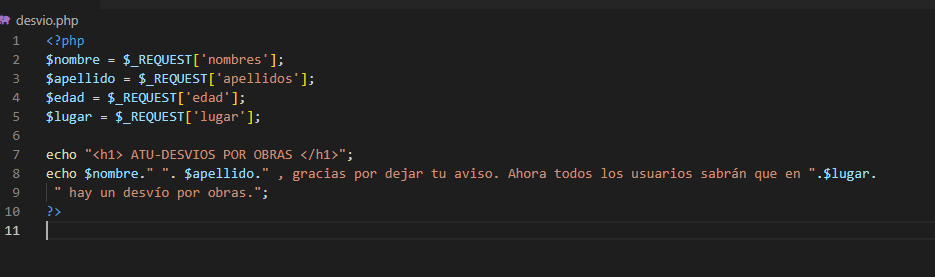 desvio.php
1 <?php
2 $nombre = $_REQUEST['nombres'];
3 $apellido = $_REQUEST['apellidos'];
4 $edad = $_REQUEST['edad'];
5 $lugar = $_REQUEST['lugar'];
6
7 echo "<h1> ATU-DESVIOS POR OBRAS </h1>";
8 echo $nombre." ". $apellido." , gracias por dejar tu aviso. Ahora todos los usuarios sabrán que en ".$lugar.
9 " hay un desvío por obras.";
10 ?>
11